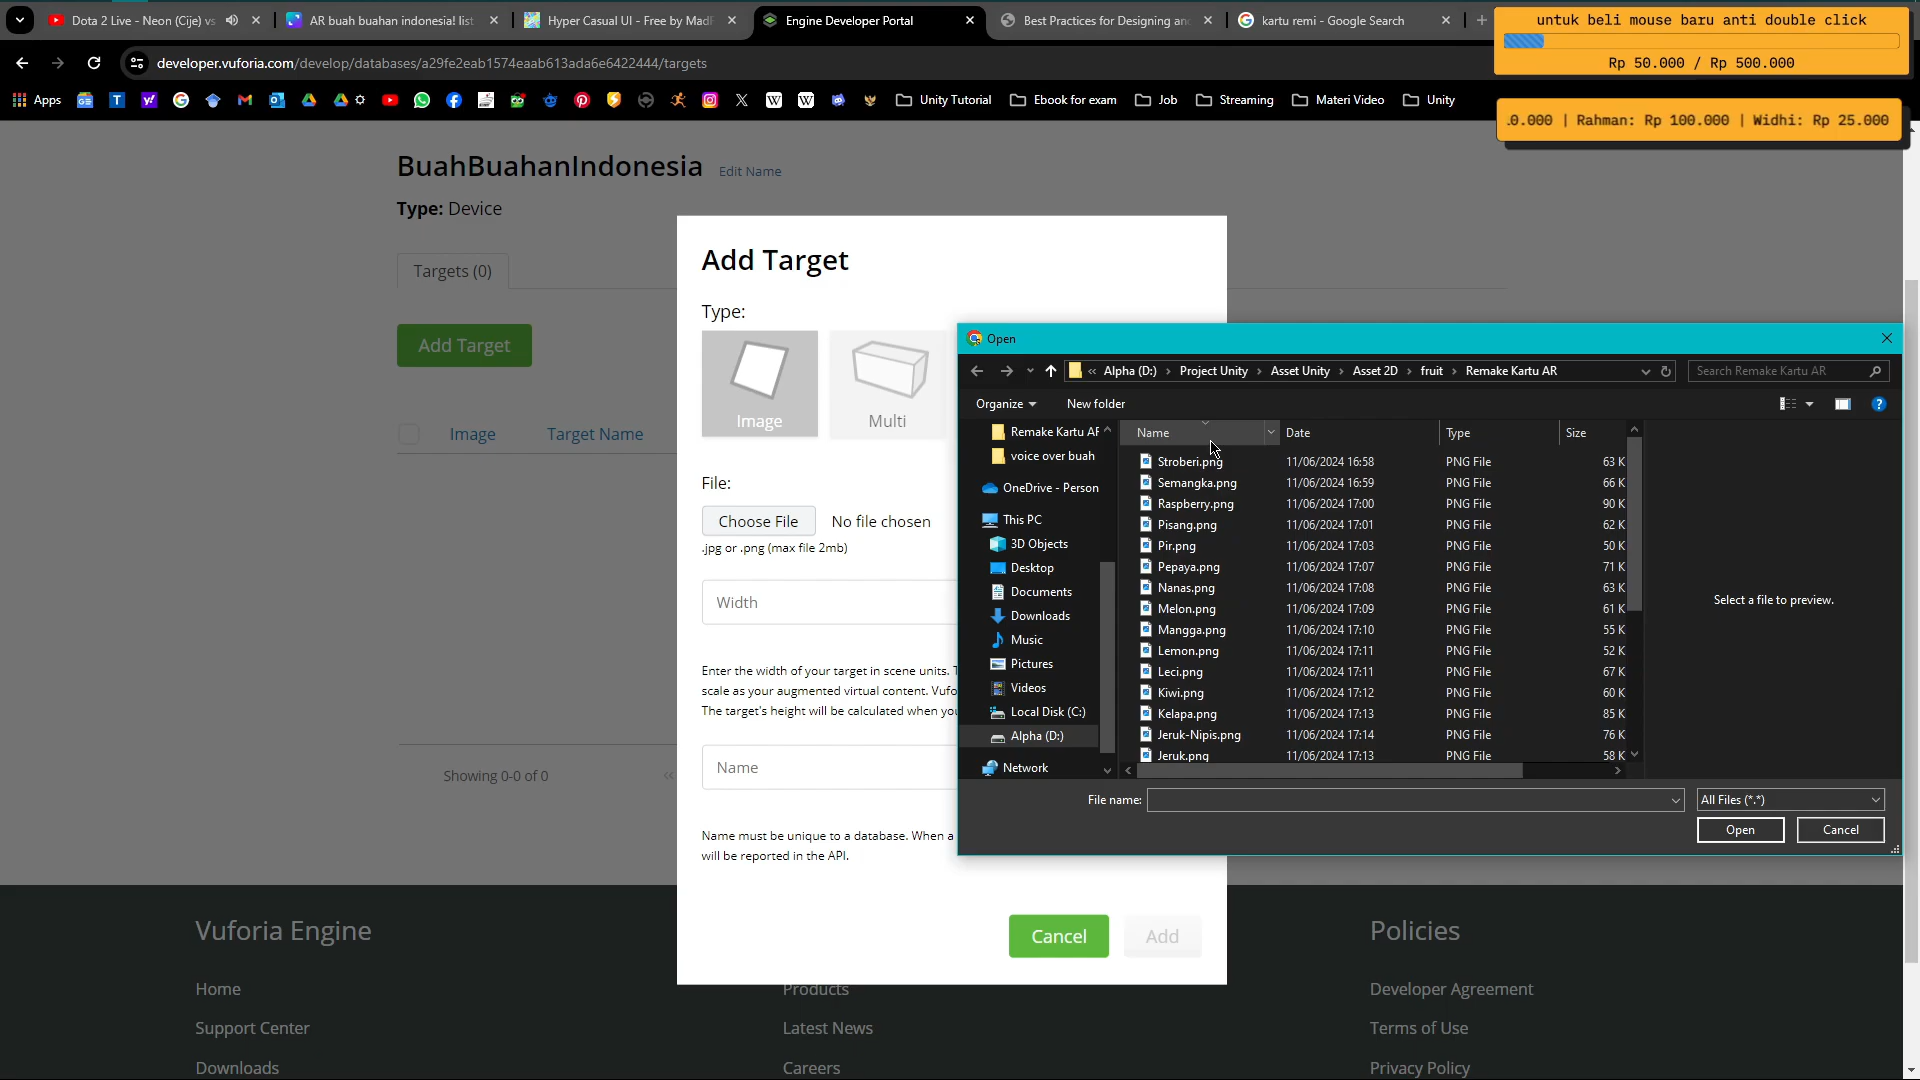 Dota 2 Live - Neon (Cije) vs
AR buah buahan indonesia! list
Hyper Casual UI - Free by MadF
Engine Developer Portal
Best Practices for Designing an
kartu remi - Google Search
untuk beli mouse baru anti double click
Rp 50.000 / Rp 500.000
developer.vuforia.com/develop/databases/a29fe2eab1574eaab613ada6e6422444/targets
Apps
Unity Tutorial
Ebook for exam
Job
Streaming
Materi Video
Unity
.0.000 | Rahman: Rp 100.000 | Widhi: Rp 25.000
BuahBuahanIndonesia
Edit Name
Type: Device
Targets (0)
Add Target
Image
Target Name
Showing 0-0 of 0
Add Target
Type:
Image
Multi
File:
Choose File
No file chosen
.jpg or .png (max file 2mb)
Width
Enter the width of your target in scene units.
scale as your augmented virtual content. Vufo
The target's height will be calculated when you
Name
Name must be unique to a database. When a
will be reported in the API.
Cancel
Add
Open
« Alpha (D:) › Project Unity › Asset Unity › Asset 2D › fruit › Remake Kartu AR
Search Remake Kartu AR
Organize
New folder
Remake Kartu AR
voice over buah
OneDrive - Person
This PC
3D Objects
Desktop
Documents
Downloads
Music
Pictures
Videos
Local Disk (C:)
Alpha (D:)
Network
Name Date Type Size
Stroberi.png 11/06/2024 16:58 PNG File 63 K
Semangka.png 11/06/2024 16:59 PNG File 66 K
Raspberry.png 11/06/2024 17:00 PNG File 90 K
Pisang.png 11/06/2024 17:01 PNG File 62 K
Pir.png 11/06/2024 17:03 PNG File 50 K
Pepaya.png 11/06/2024 17:07 PNG File 71 K
Nanas.png 11/06/2024 17:08 PNG File 63 K
Melon.png 11/06/2024 17:09 PNG File 61 K
Mangga.png 11/06/2024 17:10 PNG File 55 K
Lemon.png 11/06/2024 17:11 PNG File 52 K
Leci.png 11/06/2024 17:11 PNG File 67 K
Kiwi.png 11/06/2024 17:12 PNG File 60 K
Kelapa.png 11/06/2024 17:13 PNG File 85 K
Jeruk-Nipis.png 11/06/2024 17:14 PNG File 76 K
Jeruk.png 11/06/2024 17:13 PNG File 58 K
Select a file to preview.
File name:
All Files (*.*)
Open
Cancel
Vuforia Engine
Home
Support Center
Downloads
Products
Latest News
Careers
Policies
Developer Agreement
Terms of Use
Privacy Policy